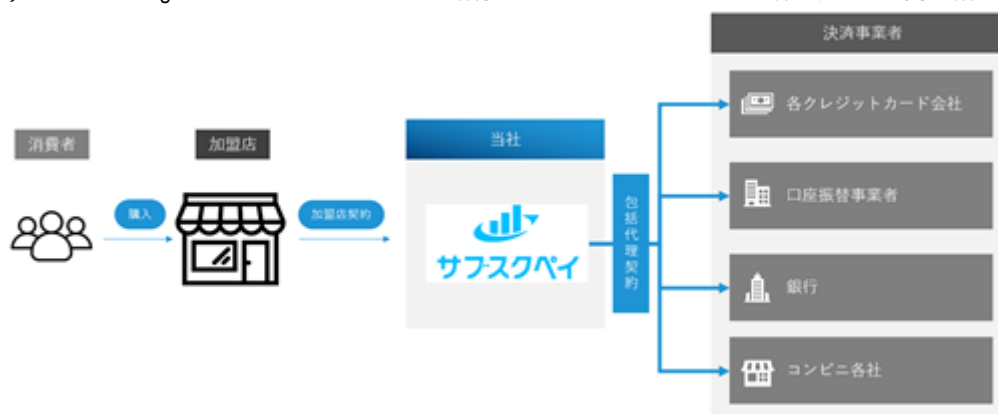 消費者
購入
加盟店
加盟店契約
当社
サブスクペイ
包括代理契約
決済事業者
各クレジットカード会社
口座振替事業者
銀行
コンビニ各社